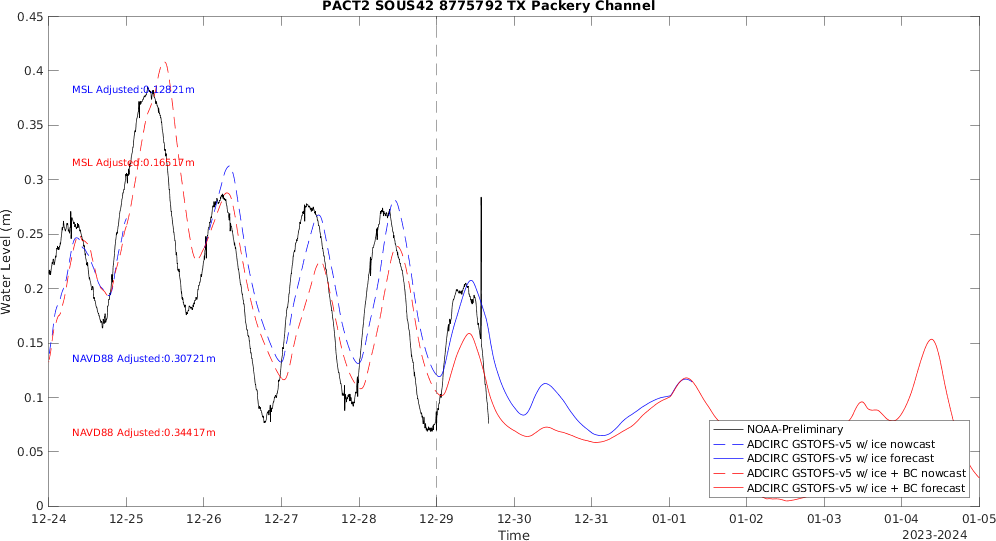 PACT2 SOUS42 8775792 TX Packery Channel
0.45
0.4
0.35
0.3
0.25
0.2
0.15
0.1
0.05
0
Water Level (m)
MSL Adjusted:0.12821m
MSL Adjusted:0.16517m
NAVD88 Adjusted:0.30721m
NAVD88 Adjusted:0.34417m
NOAA-Preliminary
ADCIRC GSTOFS-v5 w/ ice nowcast
ADCIRC GSTOFS-v5 w/ ice forecast
ADCIRC GSTOFS-v5 w/ ice + BC nowcast
ADCIRC GSTOFS-v5 w/ ice + BC forecast
12-24 12-25 12-26 12-27 12-28 12-29 12-30 12-31 01-01 01-02 01-03 01-04 01-05
Time
2023-2024